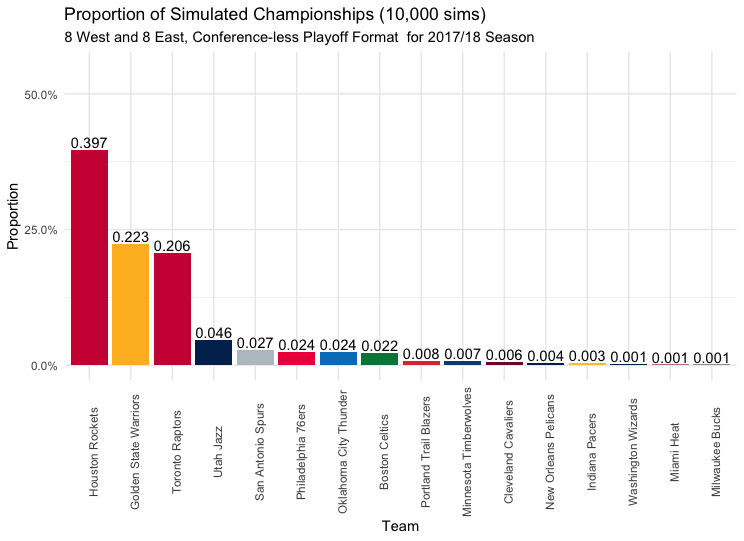 Proportion of Simulated Championships (10,000 sims)
8 West and 8 East, Conference-less Playoff Format  for 2017/18 Season
50.0%
25.0%
0.0%
Proportion
0.397
0.223
0.206
0.046
0.027
0.024
0.024
0.022
0.008
0.007
0.006
0.004
0.003
0.001
0.001
0.001
Houston Rockets
Golden State Warriors
Toronto Raptors
Utah Jazz
San Antonio Spurs
Philadelphia 76ers
Oklahoma City Thunder
Boston Celtics
Portland Trail Blazers
Minnesota Timberwolves
Cleveland Cavaliers
New Orleans Pelicans
Indiana Pacers
Washington Wizards
Miami Heat
Milwaukee Bucks
Team